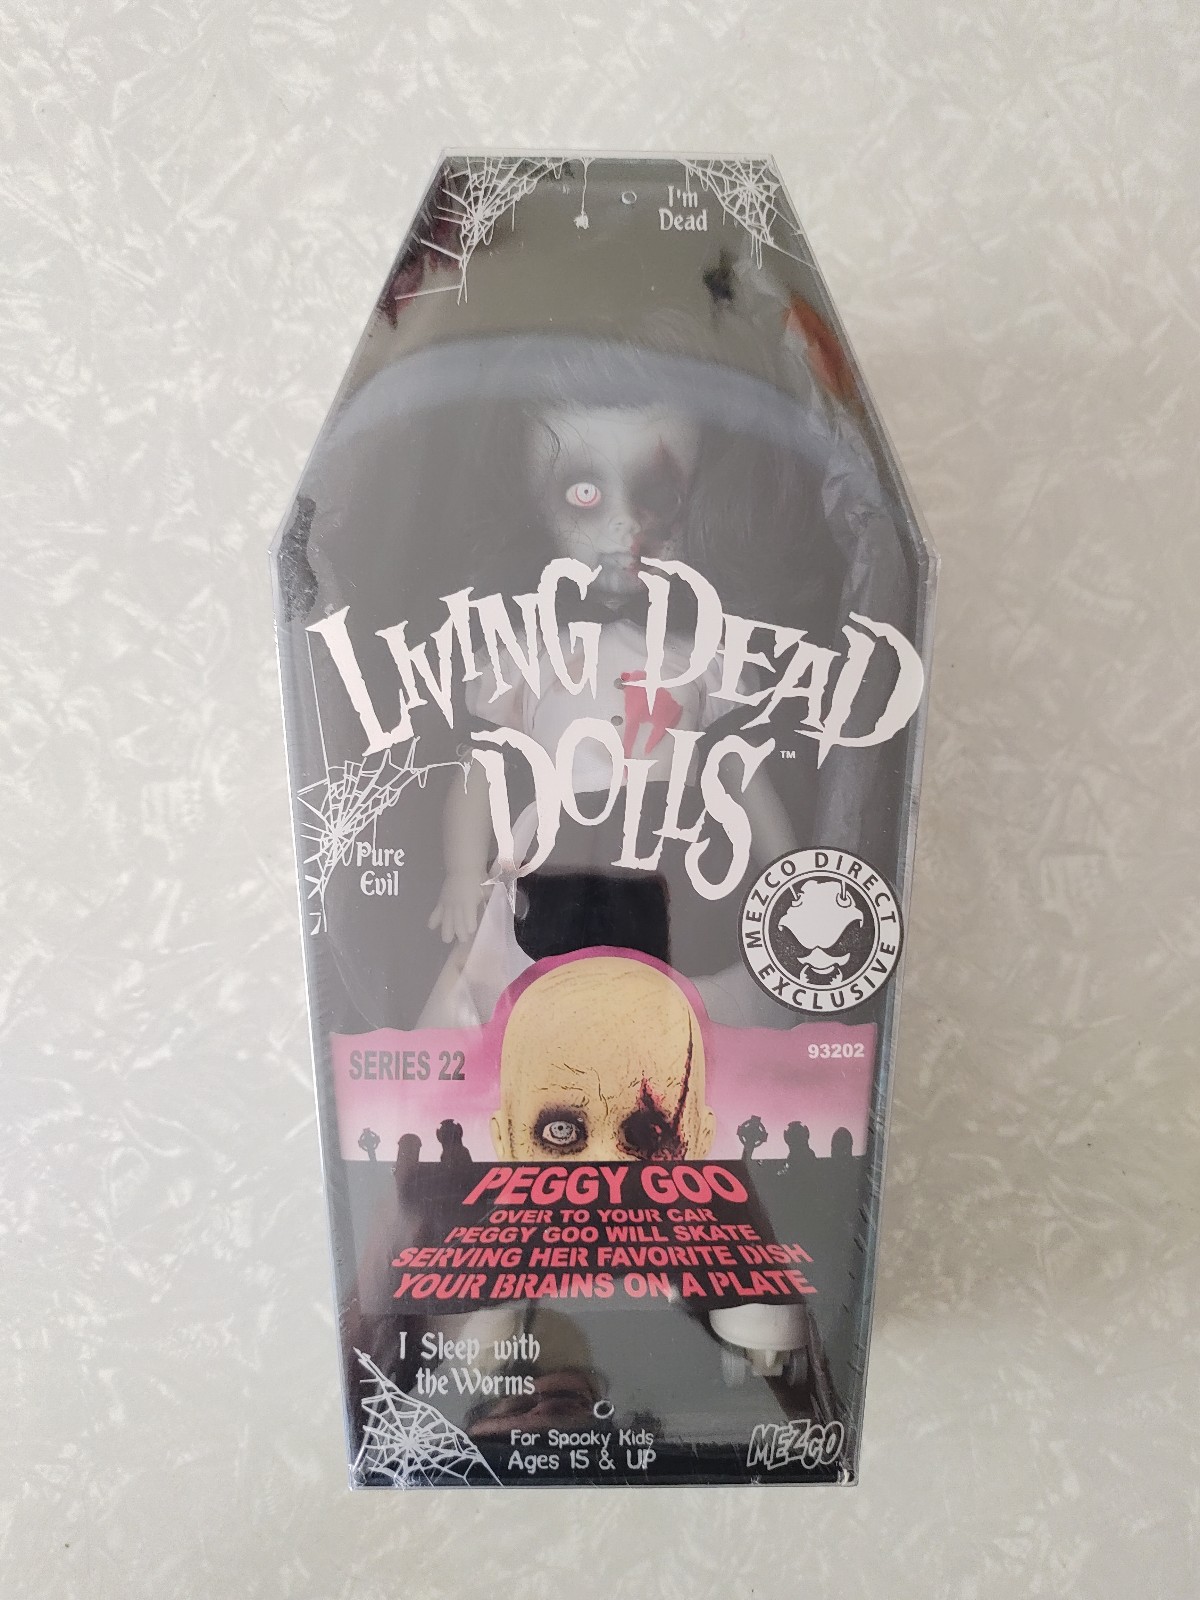 I'm
Dead
LIVING DEAD
DOLLS™
Pure
Evil
MEZCO DIRECT
EXCLUSIVE
SERIES 22
93202
PEGGY GOO
OVER TO YOUR CAR
PEGGY GOO WILL SKATE
SERVING HER FAVORITE DISH
YOUR BRAINS ON A PLATE
I Sleep with
the Worms
For Spooky Kids
Ages 15 & UP
MEZCO